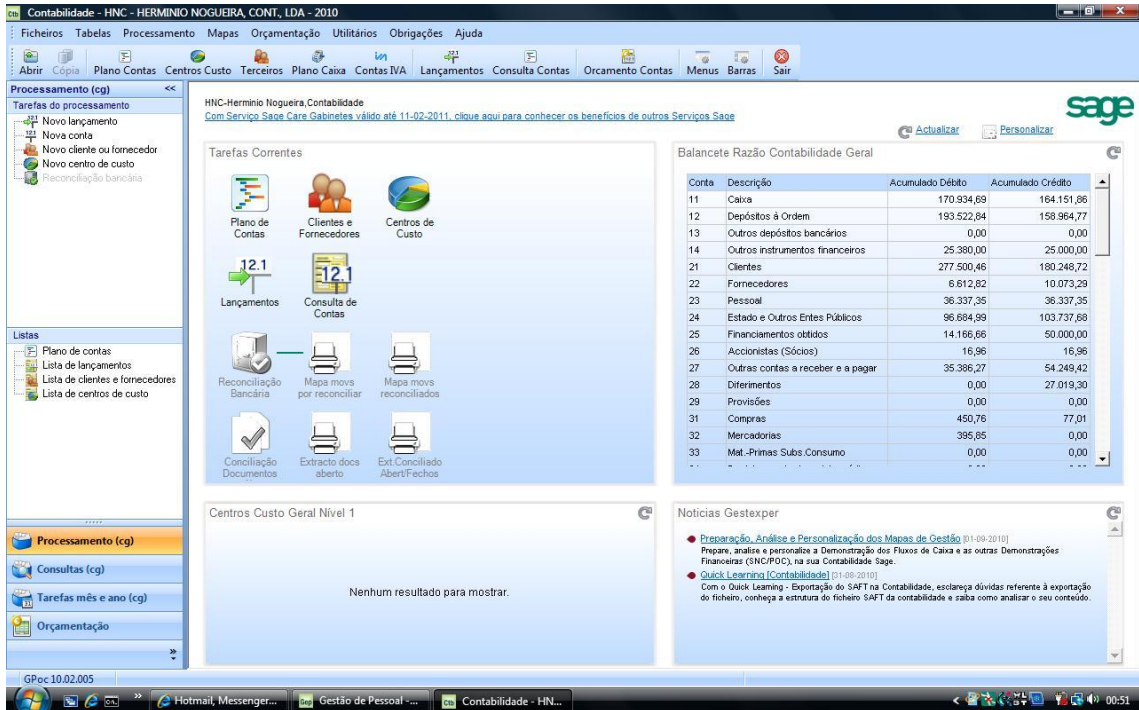 Contabilidade - HNC - HERMINIO NOGUEIRA, CONT., LDA - 2010
Ficheiros Tabelas Processamento Mapas Orçamentação Utilitários Obrigações Ajuda
Abrir Cópia Plano Contas Centros Custo Terceiros Plano Caixa Contas IVA Lançamentos Consulta Contas Orcamento Contas Menus Barras Sair
Processamento (cg) <<
Tarefas do processamento
Novo lançamento
Nova conta
Novo cliente ou fornecedor
Novo centro de custo
Reconciliação bancária
Listas
Plano de contas
Lista de lançamentos
Lista de clientes e fornecedores
Lista de centros de custo
Processamento (cg)
Consultas (cg)
Tarefas mês e ano (cg)
Orçamentação
»
HNC-Herminio Nogueira,Contabilidade
Com Serviço Sage Care Gabinetes válido até 11-02-2011, clique aqui para conhecer os benefícios de outros Serviços Sage
sage
Actualizar Personalizar
Tarefas Correntes
Plano de Contas
Clientes e Fornecedores
Centros de Custo
12.1
Lançamentos
12.1
Consulta de Contas
Reconciliação Bancária
Mapa movs por reconciliar
Mapa movs reconciliados
Conciliação Documentos
Extracto docs aberto
Ext.Conciliado Abert/Fechos
Balancete Razão Contabilidade Geral
Conta Descrição Acumulado Débito Acumulado Crédito
11 Caixa 170.934,69 164.151,86
12 Depósitos à Ordem 193.522,84 158.964,77
13 Outros depósitos bancários 0,00 0,00
14 Outros instrumentos financeiros 25.380,00 25.000,00
21 Clientes 277.500,46 180.248,72
22 Fornecedores 6.612,82 10.073,29
23 Pessoal 36.337,35 36.337,35
24 Estado e Outros Entes Públicos 96.684,99 103.737,68
25 Financiamentos obtidos 14.166,66 50.000,00
26 Accionistas (Sócios) 16,96 16,96
27 Outras contas a receber e a pagar 35.386,27 54.249,42
28 Diferimentos 0,00 27.019,30
29 Provisões 0,00 0,00
31 Compras 450,76 77,01
32 Mercadorias 395,85 0,00
33 Mat.-Primas Subs.Consumo 0,00 0,00
Centros Custo Geral Nível 1
Nenhum resultado para mostrar.
Noticias Gestexper
Preparação, Análise e Personalização dos Mapas de Gestão [01-09-2010]
Prepare, analise e personalize a Demonstração dos Fluxos de Caixa e as outras Demonstrações
Financeiras (SNC/POC), na sua Contabilidade Sage.
Quick Learning [Contabilidade] [31-08-2010]
Com o Quick Learning - Exportação do SAFT na Contabilidade, esclareça dúvidas referente à exportação
do ficheiro, conheça a estrutura do ficheiro SAFT da contabilidade e saiba como analisar o seu conteúdo.
GPoc 10.02.005
Hotmail, Messenger... Gestão de Pessoal -... Contabilidade - HN... 00:51